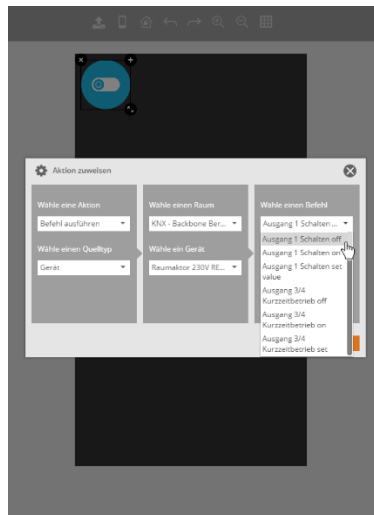 Aktion zuweisen
Wähle eine Aktion
Befehl ausführen
Wähle einen Quelltyp
Gerät
Wähle einen Raum
KNX - Backbone Ber...
Wähle ein Gerät
Raumaktor 230V RE...
Wähle einen Befehl
Ausgang 1 Schalten ...
Ausgang 1 Schalten off
Ausgang 1 Schalten on
Ausgang 1 Schalten set
value
Ausgang 3/4
Kurzzeitbetrieb off
Ausgang 3/4
Kurzzeitbetrieb on
Ausgang 3/4
Kurzzeitbetrieb set